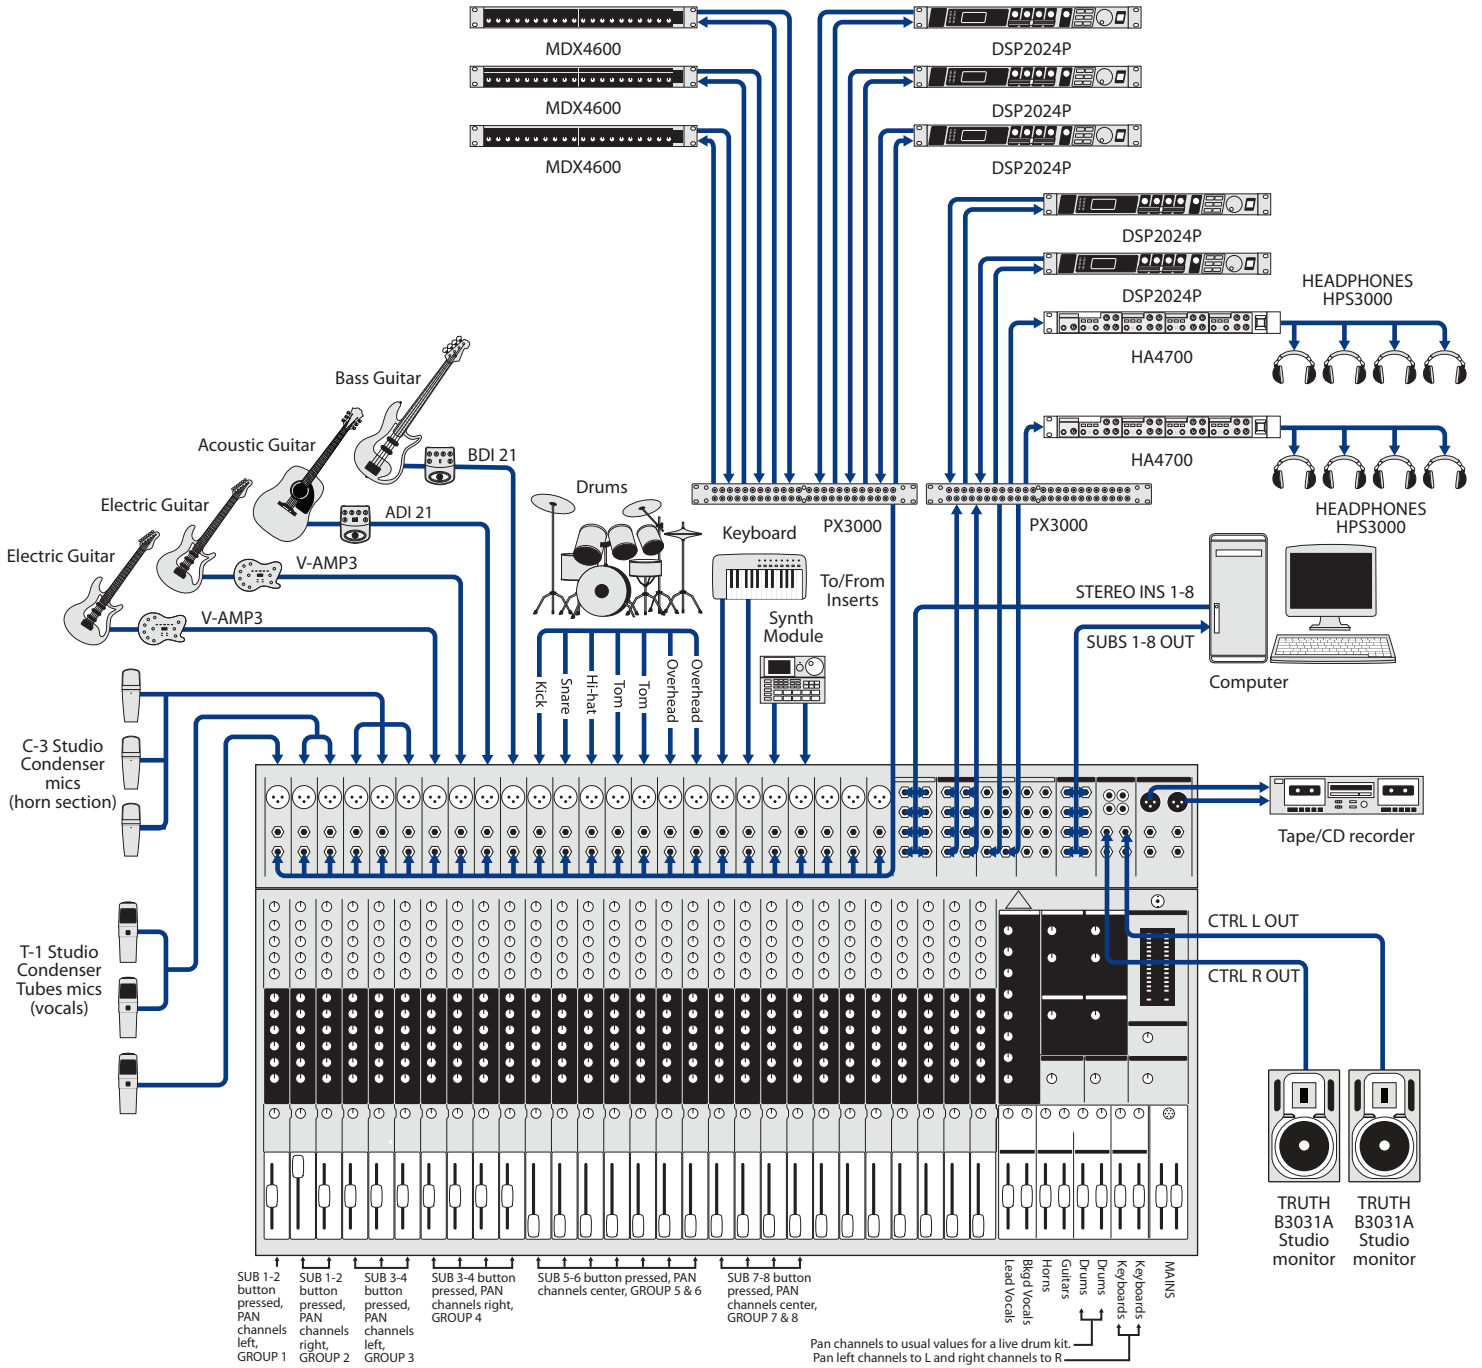 MDX4600
DSP2024P
MDX4600
DSP2024P
MDX4600
DSP2024P
DSP2024P
DSP2024P
HEADPHONES
HPS3000
HA4700
HA4700
HEADPHONES
HPS3000
Bass Guitar
BDI 21
Acoustic Guitar
ADI 21
Electric Guitar
V-AMP3
Electric Guitar
V-AMP3
Drums
Keyboard
PX3000
PX3000
To/From
Inserts
Synth
Module
STEREO INS 1-8
SUBS 1-8 OUT
Computer
Kick
Snare
Hi-hat
Tom
Tom
Overhead
Overhead
C-3 Studio
Condenser
mics
(horn section)
Tape/CD recorder
T-1 Studio
Condenser
Tubes mics
(vocals)
CTRL L OUT
CTRL R OUT
TRUTH
B3031A
Studio
monitor
TRUTH
B3031A
Studio
monitor
SUB 1-2
button
pressed,
PAN
channels
left,
GROUP 1
SUB 1-2
button
pressed,
PAN
channels
right,
GROUP 2
SUB 3-4
button
pressed,
PAN
channels
left,
GROUP 3
SUB 3-4 button
pressed, PAN
channels right,
GROUP 4
SUB 5-6 button pressed, PAN
channels center, GROUP 5 & 6
SUB 7-8 button
pressed, PAN
channels center,
GROUP 7 & 8
Lead Vocals
Bkgd Vocals
Horns
Guitars
Drums
Drums
Keyboards
Keyboards
MAINS
Pan channels to usual values for a live drum kit.
Pan left channels to L and right channels to R